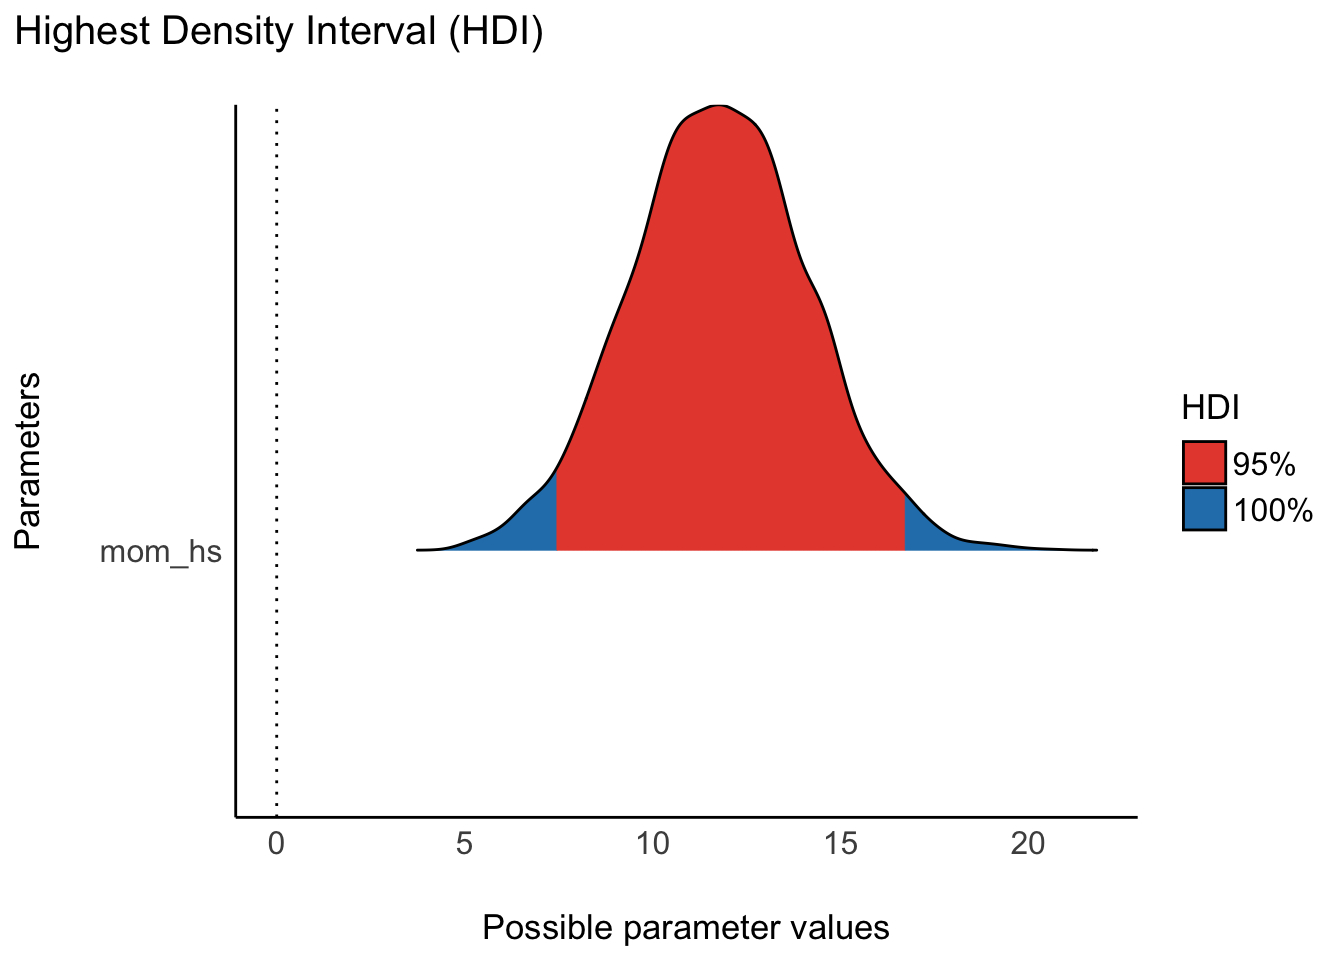 Highest Density Interval (HDI)
Parameters
mom_hs
HDI
95%
100%
0 5 10 15 20
Possible parameter values